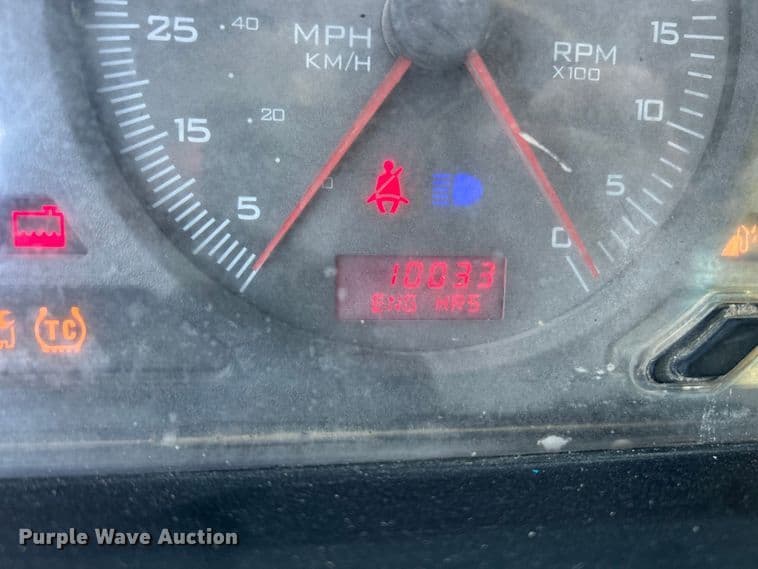 25
40
MPH
KM/H
RPM
X100
15
10
15
20
5
5
0
0
10033
ENG HRS
TC
Purple Wave Auction